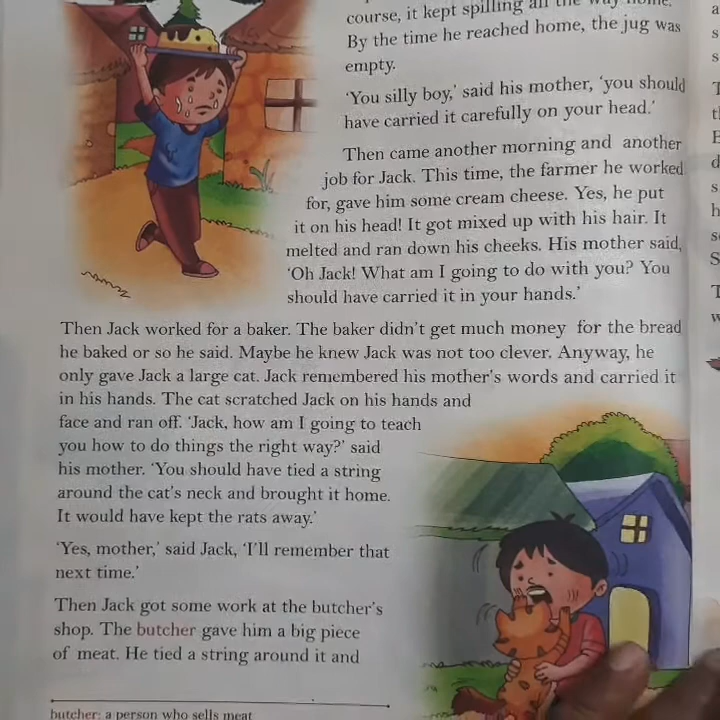 course, it kept spilling all the way home.
By the time he reached home, the jug was
empty.
‘You silly boy,’ said his mother, ‘you should
have carried it carefully on your head.’
Then came another morning and another
job for Jack. This time, the farmer he worked
for, gave him some cream cheese. Yes, he put
it on his head! It got mixed up with his hair. It
melted and ran down his cheeks. His mother said,
‘Oh Jack! What am I going to do with you? You
should have carried it in your hands.’
Then Jack worked for a baker. The baker didn’t get much money for the bread
he baked or so he said. Maybe he knew Jack was not too clever. Anyway, he
only gave Jack a large cat. Jack remembered his mother’s words and carried it
in his hands. The cat scratched Jack on his hands and
face and ran off. ‘Jack, how am I going to teach
you how to do things the right way?’ said
his mother. ‘You should have tied a string
around the cat’s neck and brought it home.
It would have kept the rats away.’
‘Yes, mother,’ said Jack, ‘I’ll remember that
next time.’
Then Jack got some work at the butcher’s
shop. The butcher gave him a big piece
of meat. He tied a string around it and
butcher: a person who sells meat